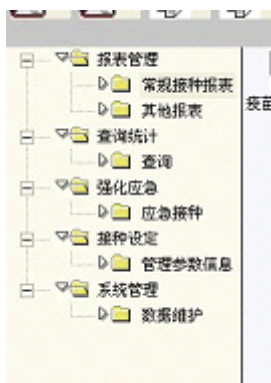 报表管理
常规接种报表
其他报表
查询统计
查询
强化应急
应急接种
接种设定
管理参数信息
系统管理
数据维护
疫苗